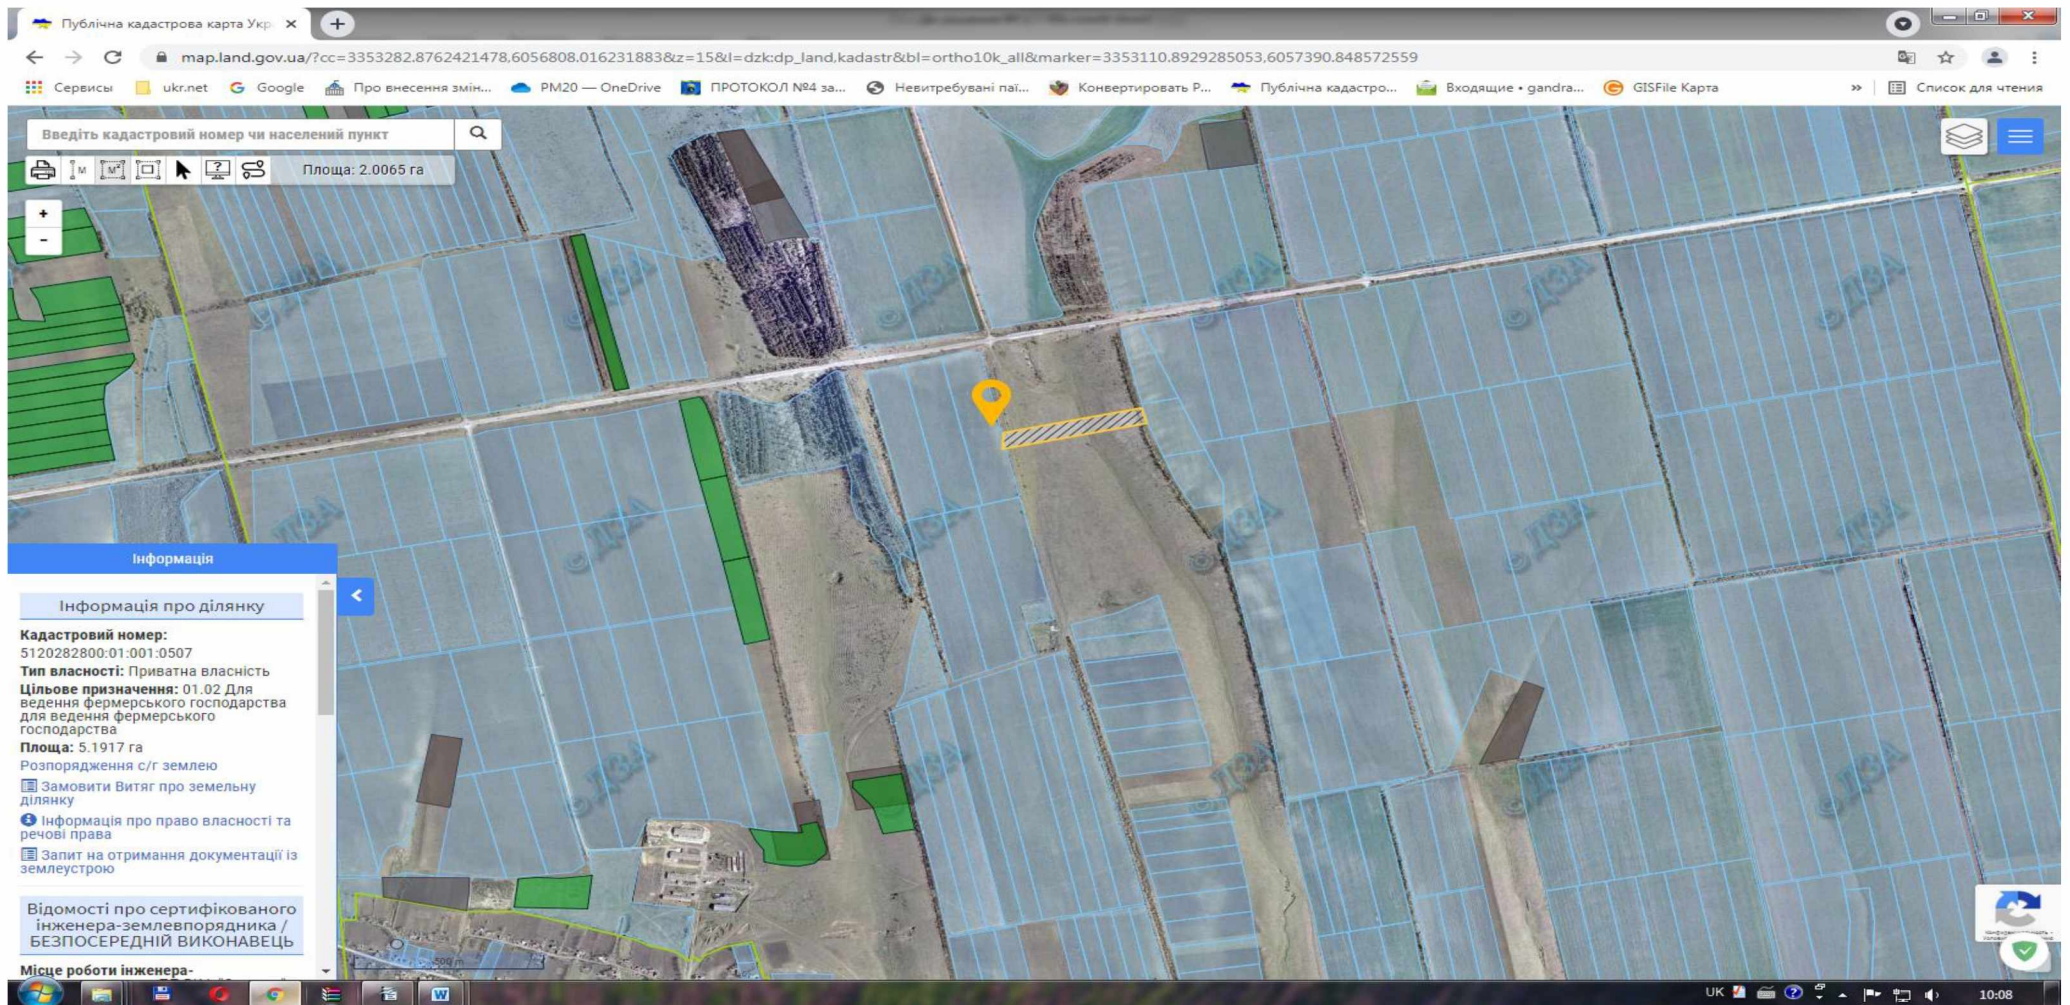 Публічна кадастрова карта Укр
map.land.gov.ua/?cc=3353282.8762421478,6056808.016231883&z=15&l=dzk:dp_land,kadastr&bl=ortho10k_all&marker=3353110.8929285053,6057390.848572559
Сервисы ukr.net Google Про внесення змін... PM20 — OneDrive ПРОТОКОЛ №4 за... Невитребувані паї... Конвертировать P... Публічна кадастро... Входящие • gandra... GISFile Карта » Список для чтения
Введіть кадастровий номер чи населений пункт
Площа: 2.0065 га
+
-
© ДЗА
Інформація
Інформація про ділянку
Кадастровий номер:
5120282800:01:001:0507
Тип власності: Приватна власність
Цільове призначення: 01.02 Для
ведення фермерського господарства
для ведення фермерського
господарства
Площа: 5.1917 га
Розпорядження с/г землею
Замовити Витяг про земельну
ділянку
Інформація про право власності та
речові права
Запит на отримання документації із
землеустрою
Відомості про сертифікованого
інженера-землевпорядника /
БЕЗПОСЕРЕДНІЙ ВИКОНАВЕЦЬ
Місце роботи інженера-
500 m
UK
10:08